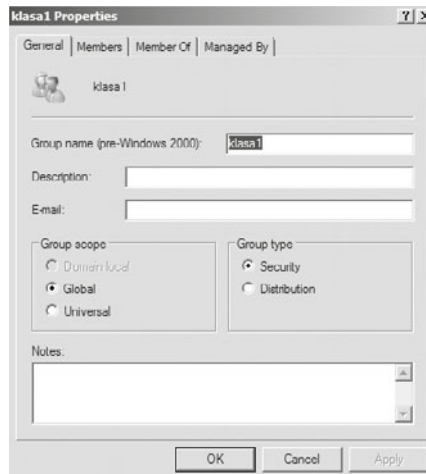 klasa1 Properties
General Members Member Of Managed By
klasa1
Group name (pre-Windows 2000): klasa1
Description:
E-mail:
Group scope
Domain local
Global
Universal
Group type
Security
Distribution
Notes:
OK Cancel Apply